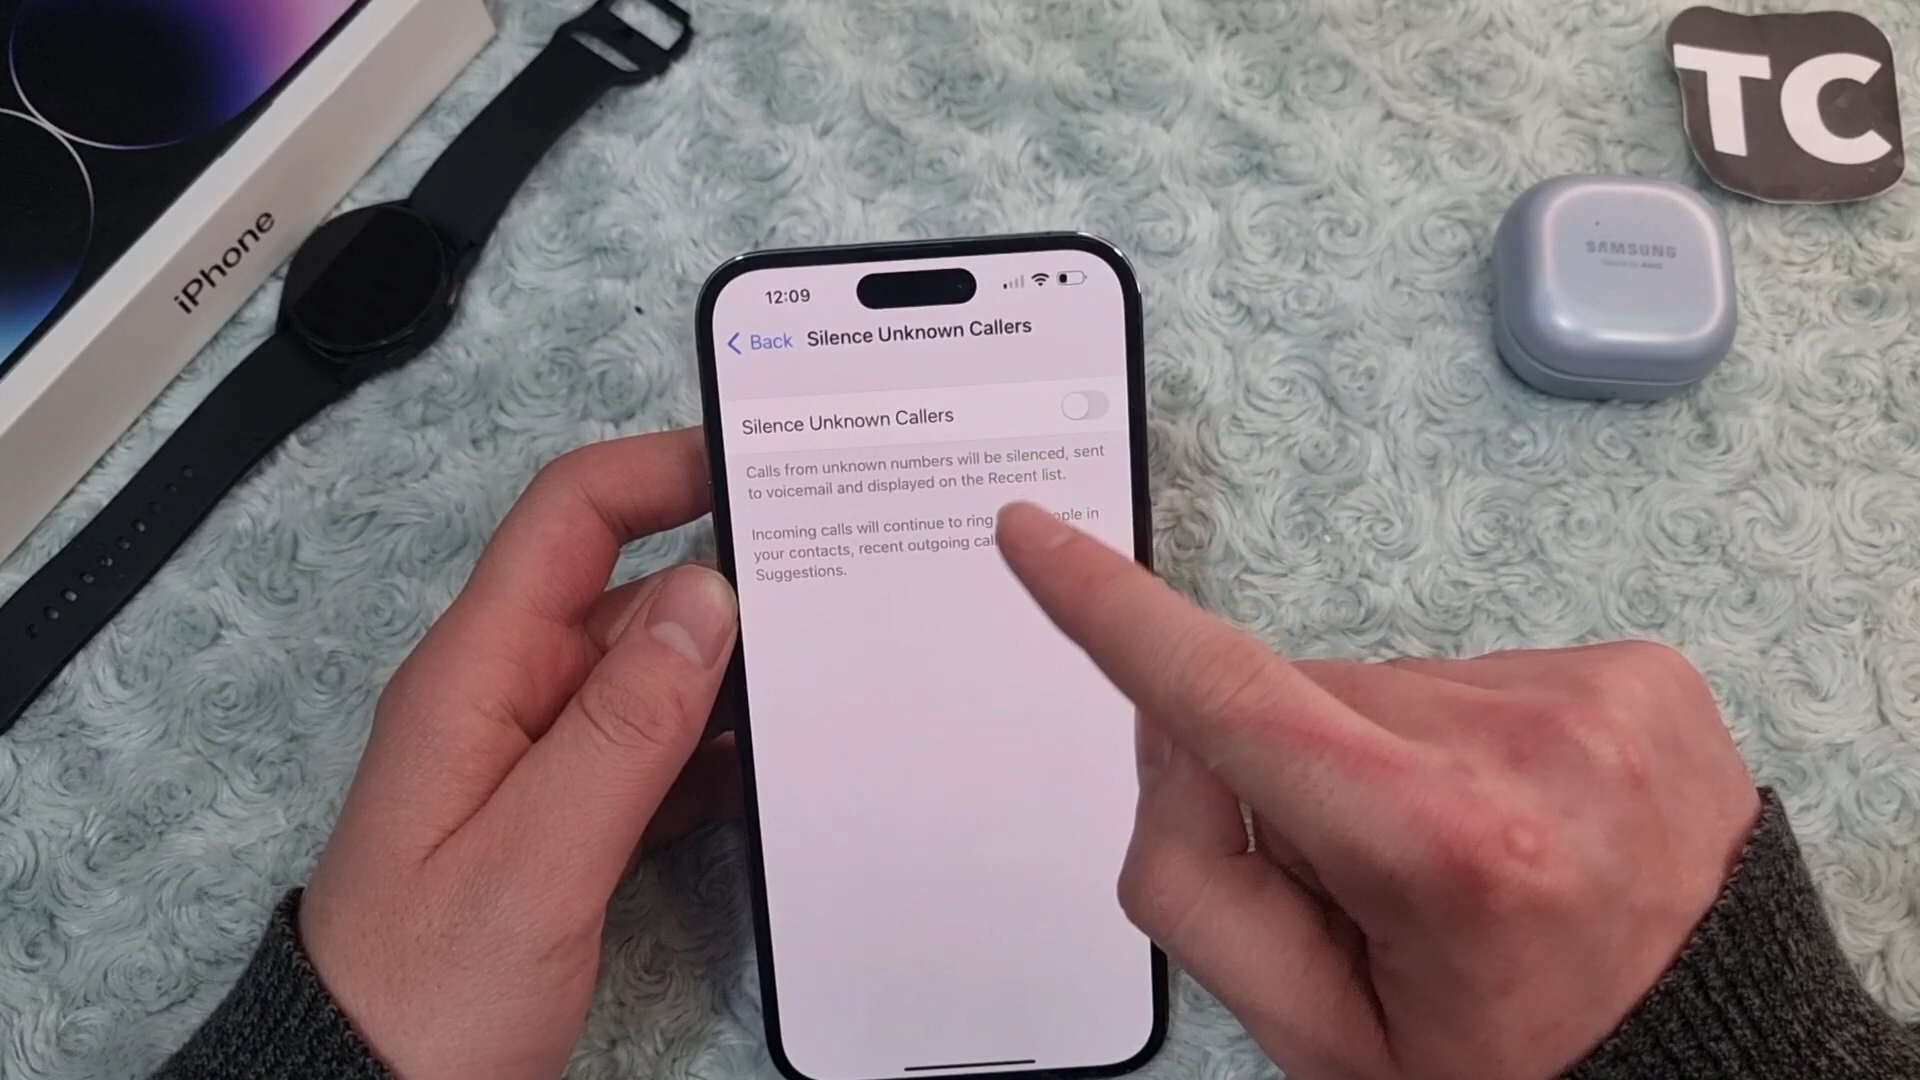 iPhone
TC
SAMSUNG
12:09
Back Silence Unknown Callers
Silence Unknown Callers
Calls from unknown numbers will be silenced, sent
to voicemail and displayed on the Recent list.
Incoming calls will continue to ring in
your contacts, recent outgoing
Suggestions.